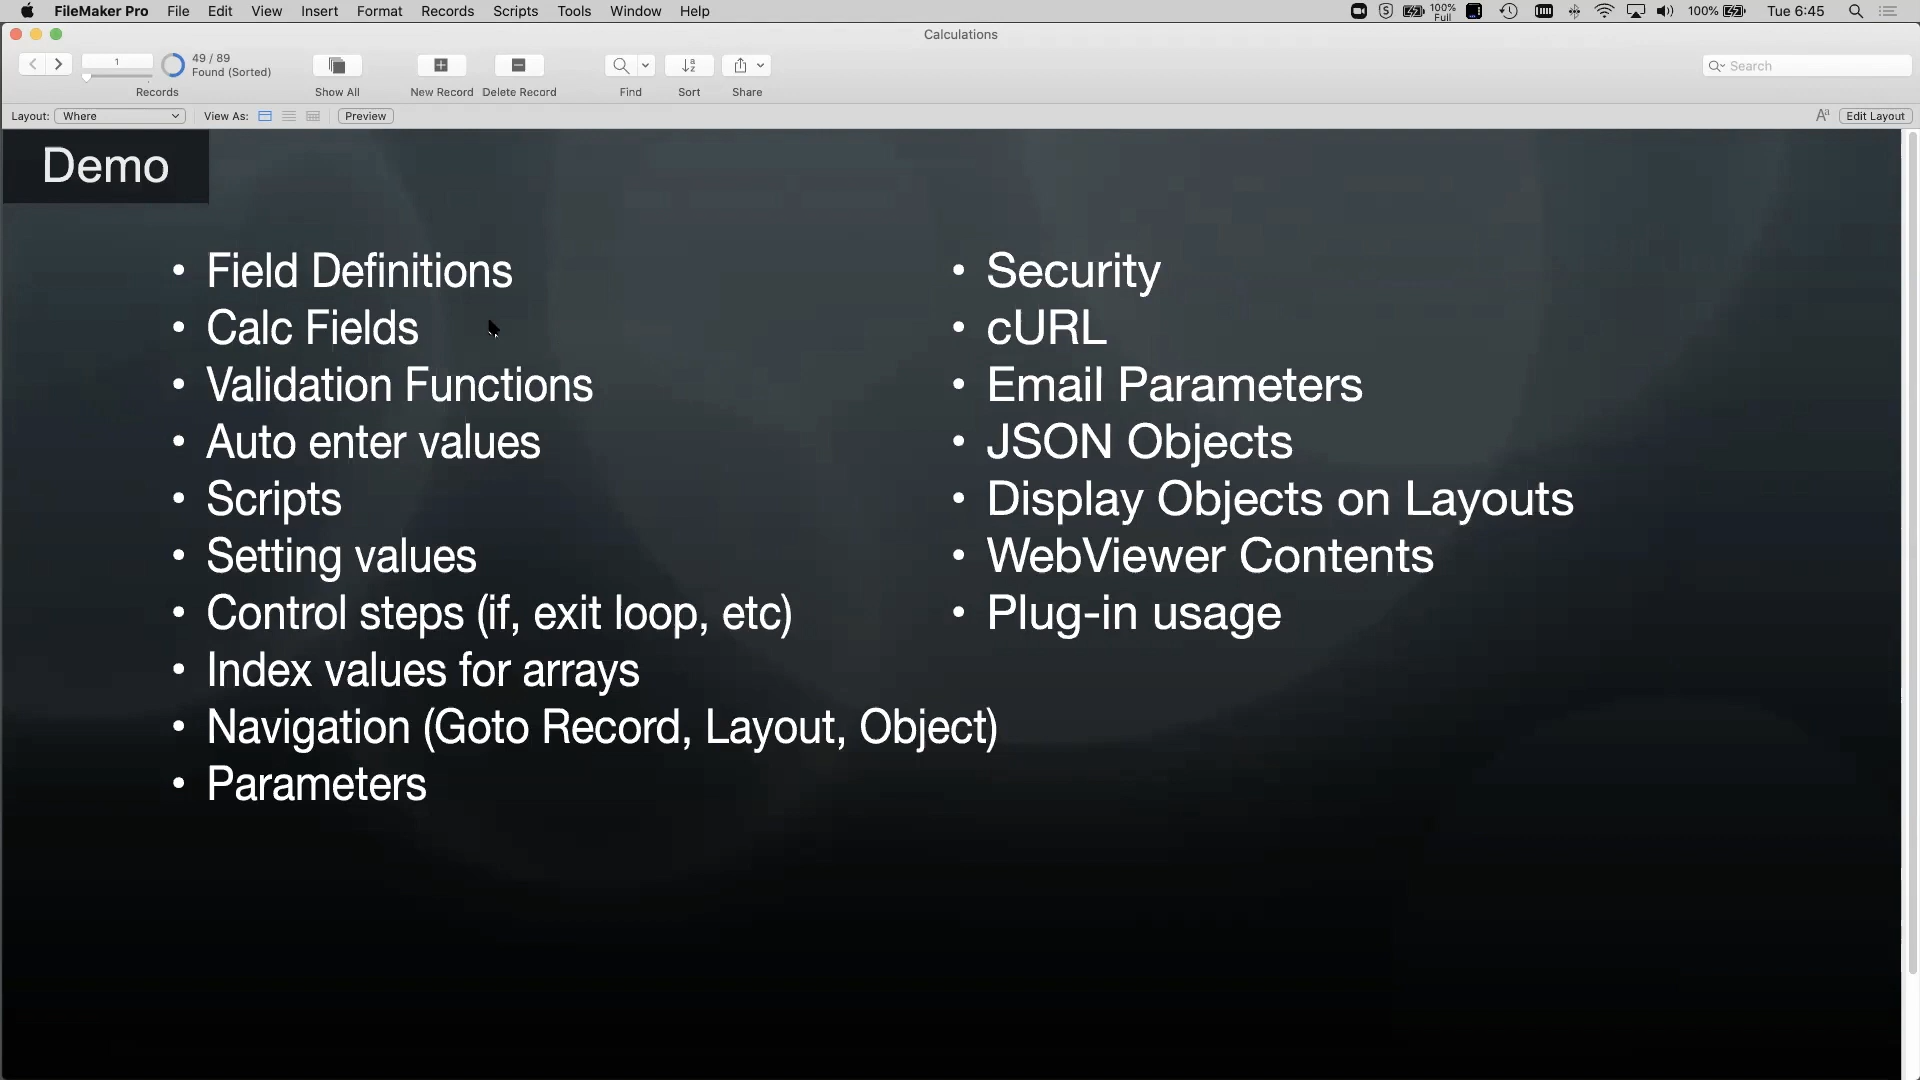 FileMaker Pro File Edit View Insert Format Records Scripts Tools Window Help
100% Full 100% Tue 6:45
Calculations
1
49 / 89
Found (Sorted)
Records Show All New Record Delete Record Find Sort Share
Search
Layout: Where View As: Preview Aa Edit Layout
Demo
• Field Definitions
• Calc Fields
• Validation Functions
• Auto enter values
• Scripts
• Setting values
• Control steps (if, exit loop, etc)
• Index values for arrays
• Navigation (Goto Record, Layout, Object)
• Parameters
• Security
• cURL
• Email Parameters
• JSON Objects
• Display Objects on Layouts
• WebViewer Contents
• Plug-in usage